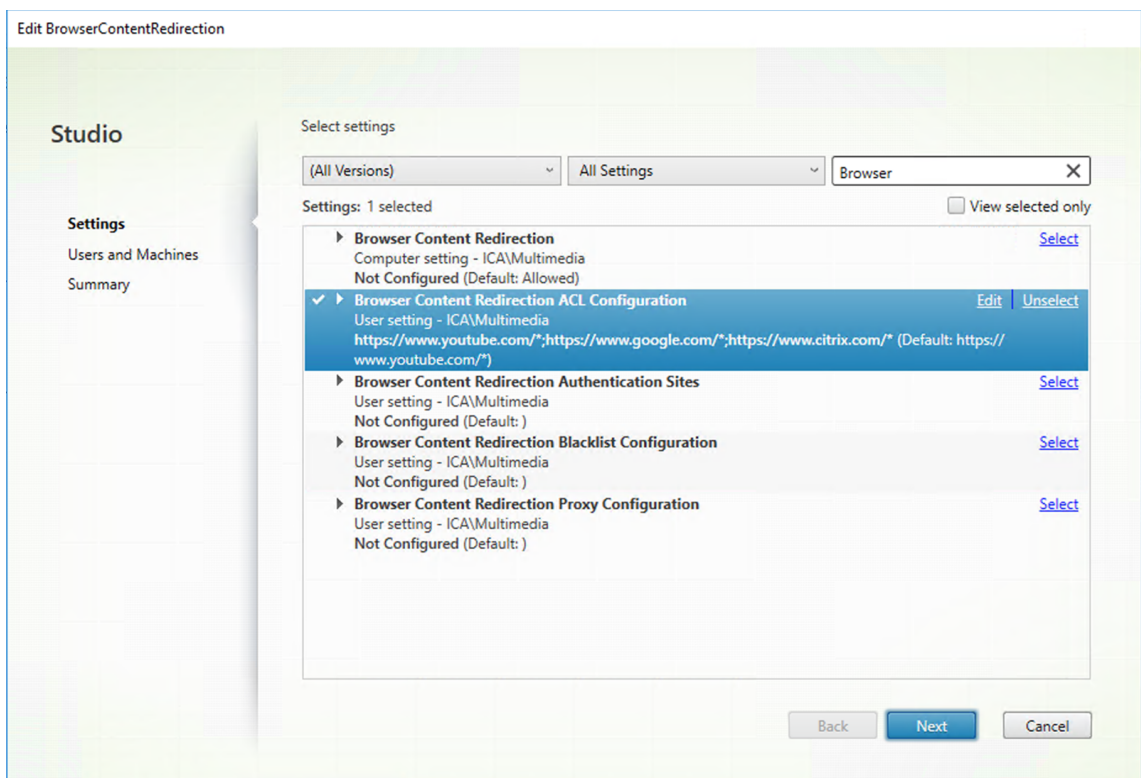 Edit BrowserContentRedirection
Studio
Settings
Users and Machines
Summary
Select settings
(All Versions)
All Settings
Browser
Settings: 1 selected
View selected only
Browser Content Redirection
Select
Computer setting - ICA\Multimedia
Not Configured (Default: Allowed)
Browser Content Redirection ACL Configuration
Edit
Unselect
User setting - ICA\Multimedia
https://www.youtube.com/*;https://www.google.com/*;https://www.citrix.com/* (Default: https://
www.youtube.com/*)
Browser Content Redirection Authentication Sites
Select
User setting - ICA\Multimedia
Not Configured (Default: )
Browser Content Redirection Blacklist Configuration
Select
User setting - ICA\Multimedia
Not Configured (Default: )
Browser Content Redirection Proxy Configuration
Select
User setting - ICA\Multimedia
Not Configured (Default: )
Back
Next
Cancel